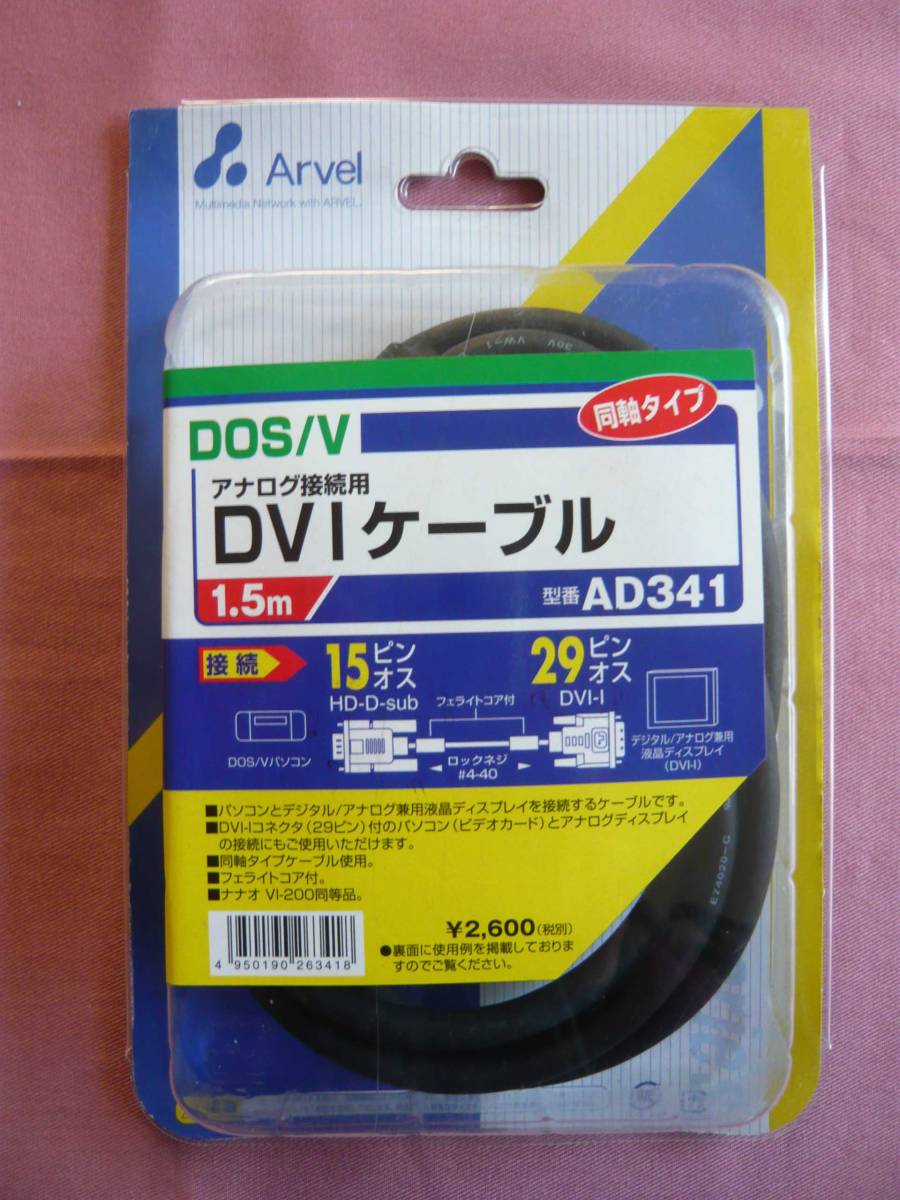 Arvel
Multimedia Network with ARVEL.
30V VW-1
DOS/V
同軸タイプ
アナログ接続用
DVIケーブル
1.5m
型番 AD341
接続
15ピンオス
HD-D-sub
29ピンオス
DVI-I
フェライトコア付
DOS/Vパソコン
ロックネジ
#4-40
デジタル/アナログ兼用
液晶ディスプレイ
(DVI-I)
■パソコンとデジタル/アナログ兼用液晶ディスプレイを接続するケーブルです。
■DVI-Iコネクタ(29ピン)付のパソコン(ビデオカード)とアナログディスプレイ
の接続にもご使用いただけます。
■同軸タイプケーブル使用。
■フェライトコア付。
■ナナオ VI-200同等品。
¥2,600(税別)
●裏面に使用例を掲載しておりま
すのでご覧ください。
4 950190 263418
E74020-C